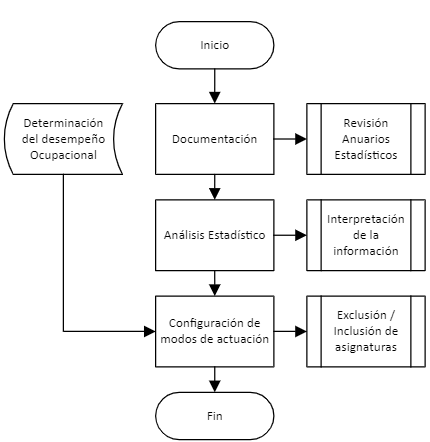 Inicio
Determinación
del desempeño
Ocupacional
Documentación
Revisión
Anuarios
Estadísticos
Análisis Estadístico
Interpretación
de la
información
Configuración de
modos de actuación
Exclusión /
Inclusión de
asignaturas
Fin